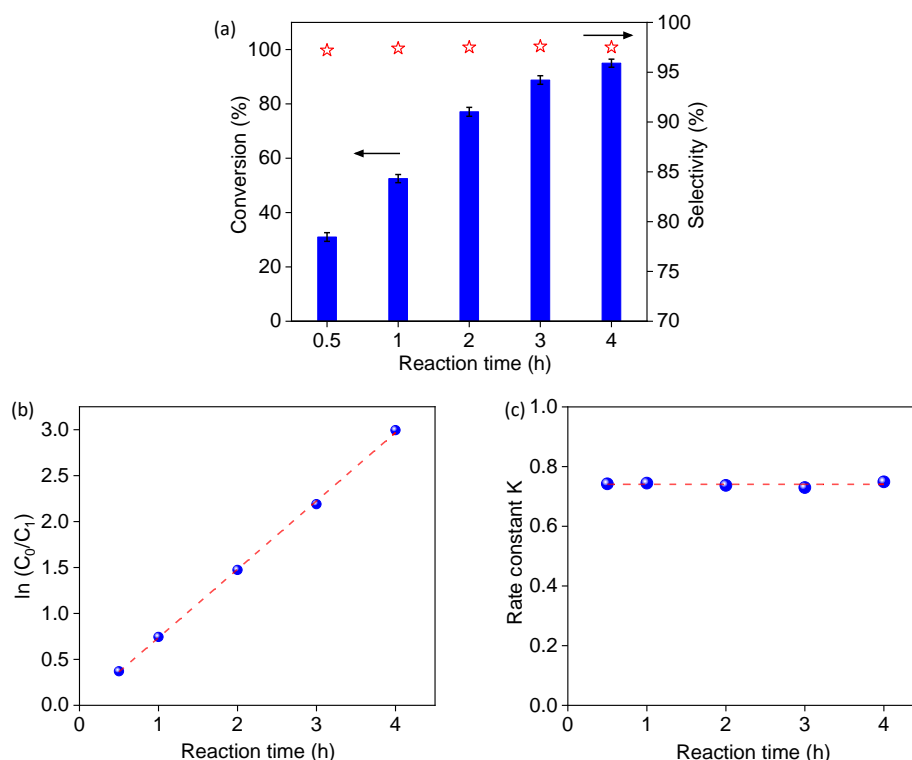 (a)
100
80
60
40
20
0
Conversion (%)
100
95
90
85
80
75
70
Selectivity (%)
0.5 1 2 3 4
Reaction time (h)
(b)
3.0
2.5
2.0
1.5
1.0
0.5
0.0
ln (C₀/C₁)
0 1 2 3 4
Reaction time (h)
(c)
1.0
0.8
0.6
0.4
0.2
0.0
Rate constant K
0 1 2 3 4
Reaction time (h)